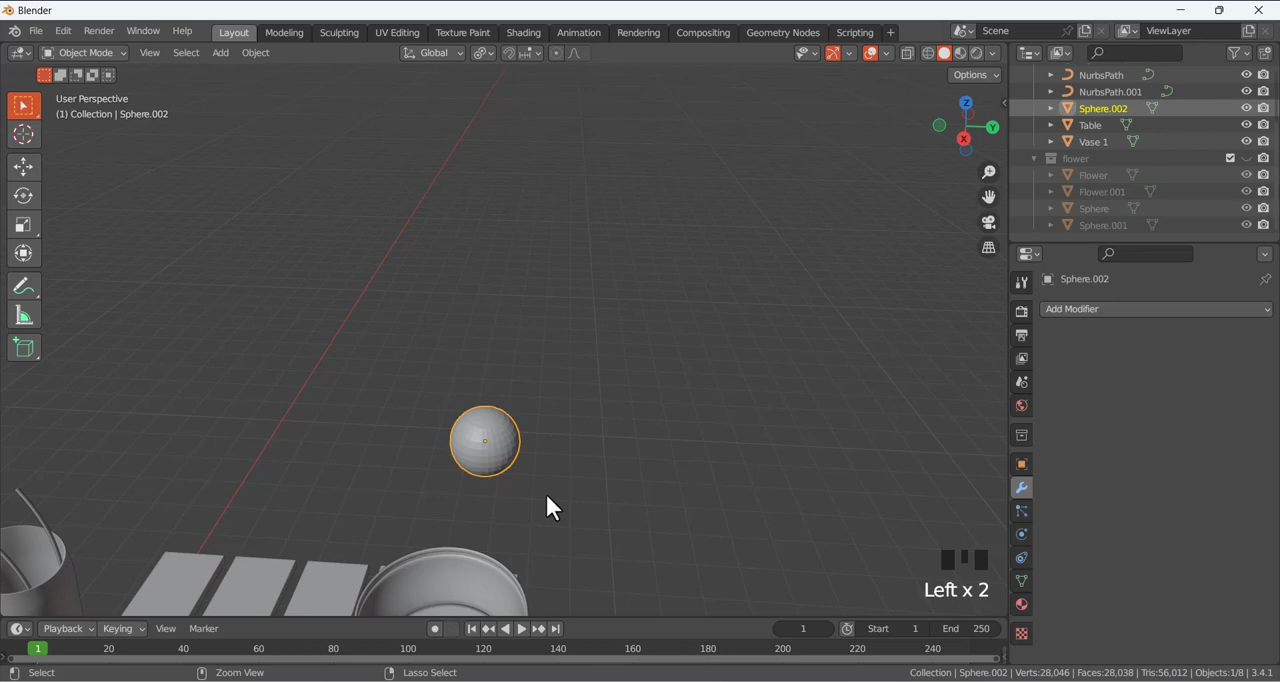 Blender
File Edit Render Window Help Layout Modeling Sculpting UV Editing Texture Paint Shading Animation Rendering Compositing Geometry Nodes Scripting + Scene ViewLayer
Object Mode View Select Add Object Global
Options
User Perspective
(1) Collection | Sphere.002
Z
Y
X
NurbsPath
NurbsPath.001
Sphere.002
Table
Vase 1
flower
Flower
Flower.001
Sphere
Sphere.001
Sphere.002
Add Modifier
Left x 2
Playback Keying View Marker 1 Start 1 End 250
1 20 40 60 80 100 120 140 160 180 200 220 240
Select Zoom View Lasso Select Collection | Sphere.002 | Verts:28,046 | Faces:28,038 | Tris:56,012 | Objects:1/8 | 3.4.1